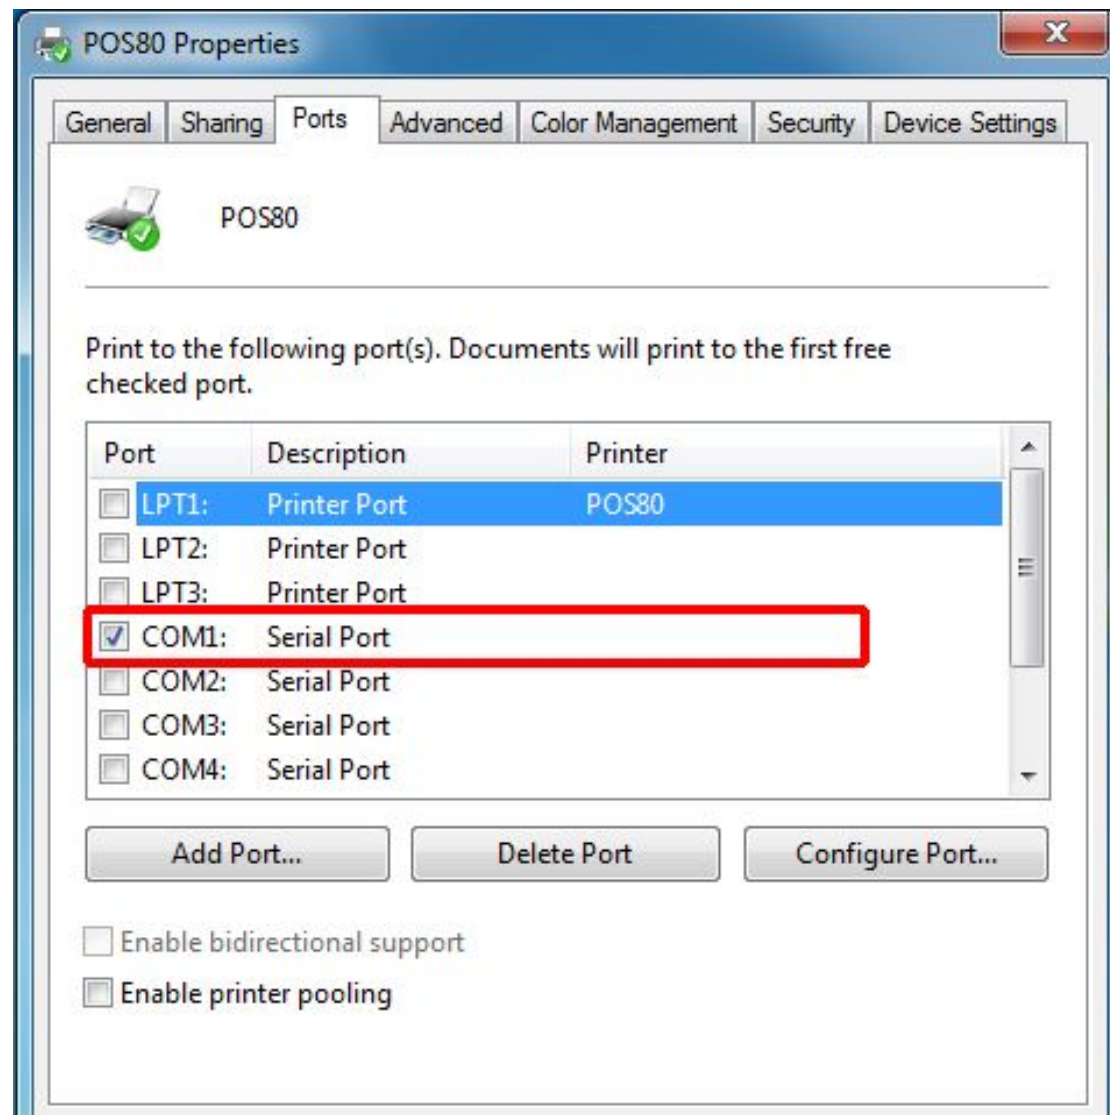 POS80 Properties
General Sharing Ports Advanced Color Management Security Device Settings
POS80
Print to the following port(s). Documents will print to the first free
checked port.
Port Description Printer
LPT1: Printer Port POS80
LPT2: Printer Port
LPT3: Printer Port
COM1: Serial Port
COM2: Serial Port
COM3: Serial Port
COM4: Serial Port
Add Port... Delete Port Configure Port...
Enable bidirectional support
Enable printer pooling